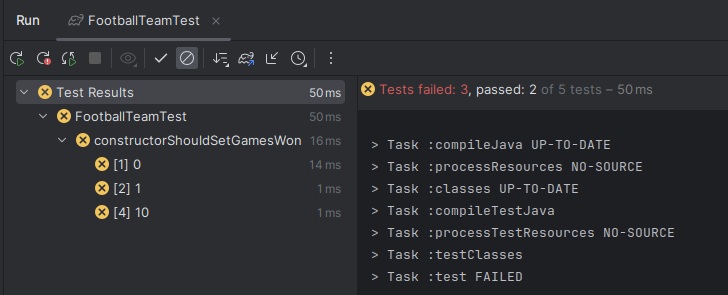 Run FootballTeamTest
Tests failed: 3, passed: 2 of 5 tests – 50 ms
Test Results 50 ms
FootballTeamTest 50 ms
constructorShouldSetGamesWon 16 ms
[1] 0 14 ms
[2] 1 1 ms
[4] 10 1 ms
> Task :compileJava UP-TO-DATE
> Task :processResources NO-SOURCE
> Task :classes UP-TO-DATE
> Task :compileTestJava
> Task :processTestResources NO-SOURCE
> Task :testClasses
> Task :test FAILED